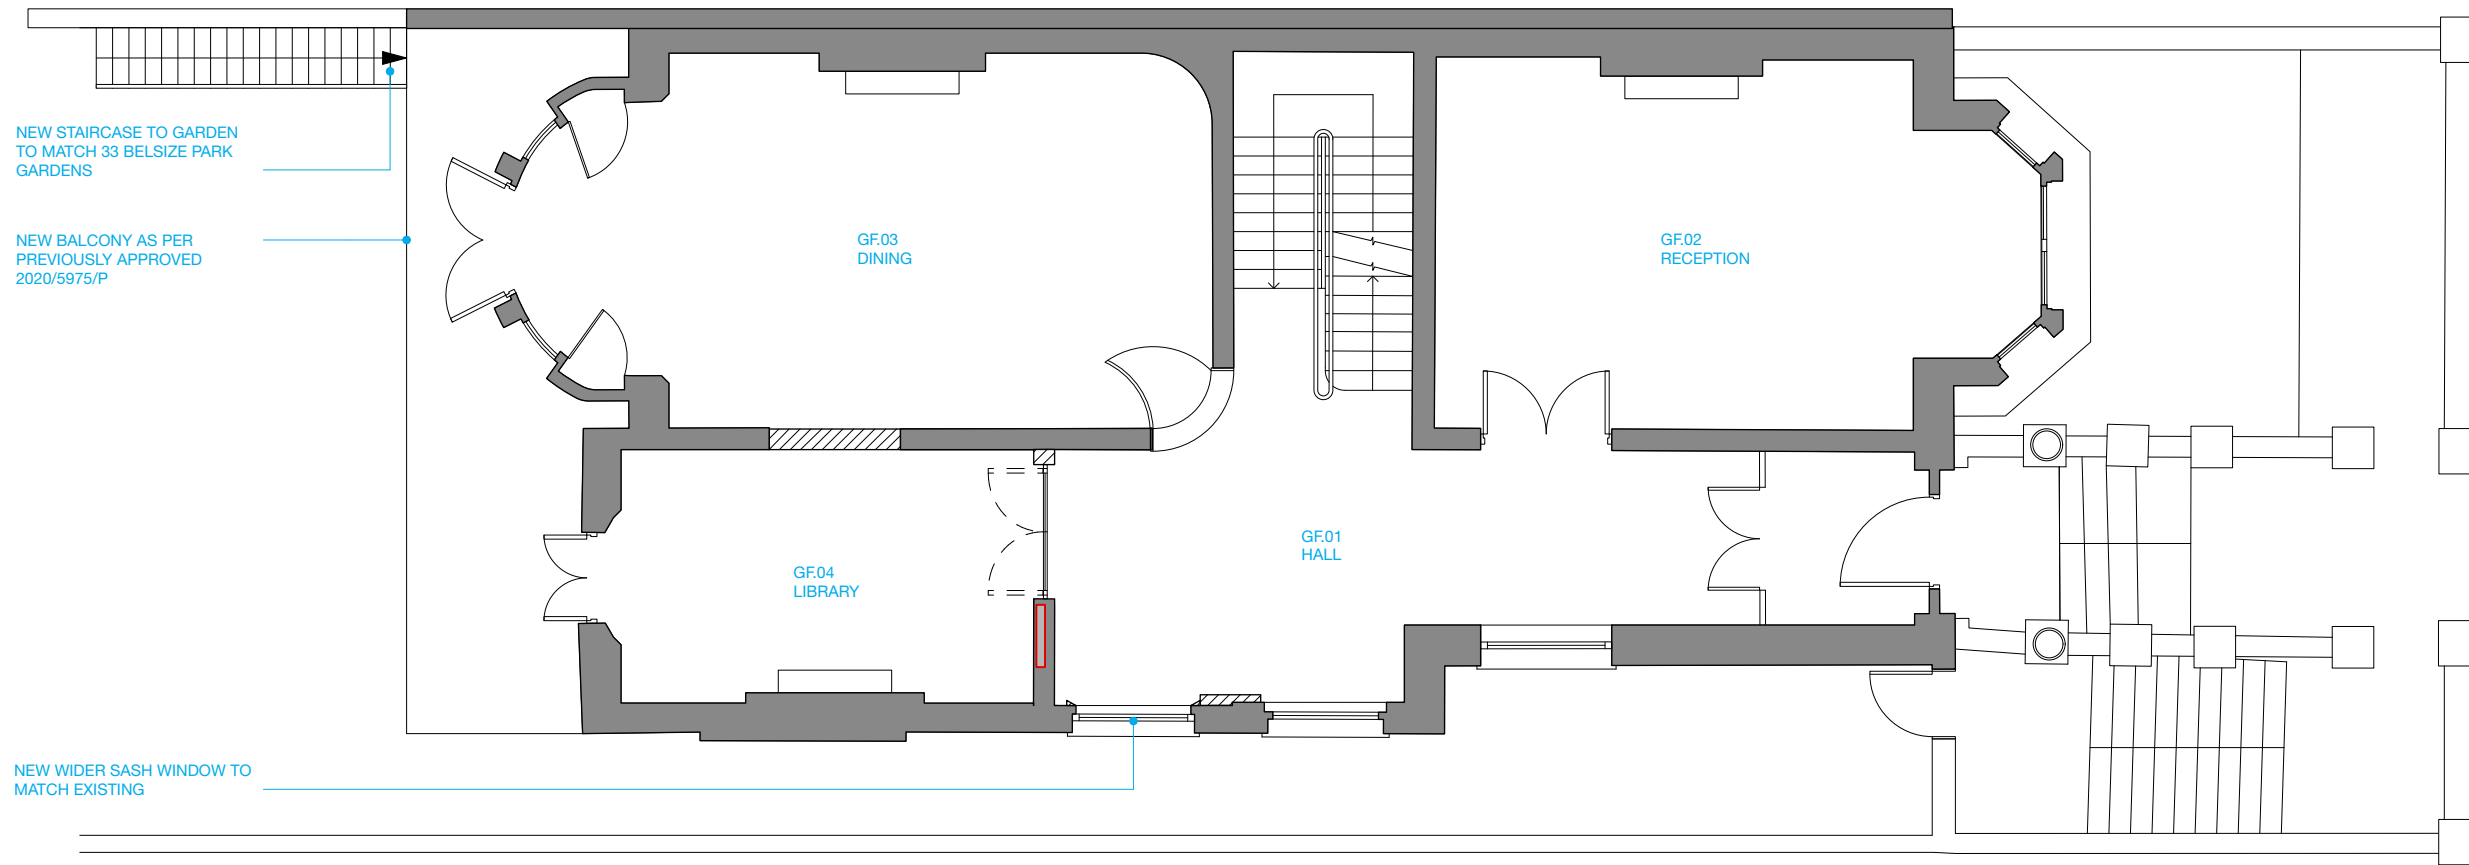 NEW STAIRCASE TO GARDEN
TO MATCH 33 BELSIZE PARK
GARDENS
NEW BALCONY AS PER
PREVIOUSLY APPROVED
2020/5975/P
GF.03
DINING
GF.02
RECEPTION
GF.01
HALL
GF.04
LIBRARY
NEW WIDER SASH WINDOW TO
MATCH EXISTING